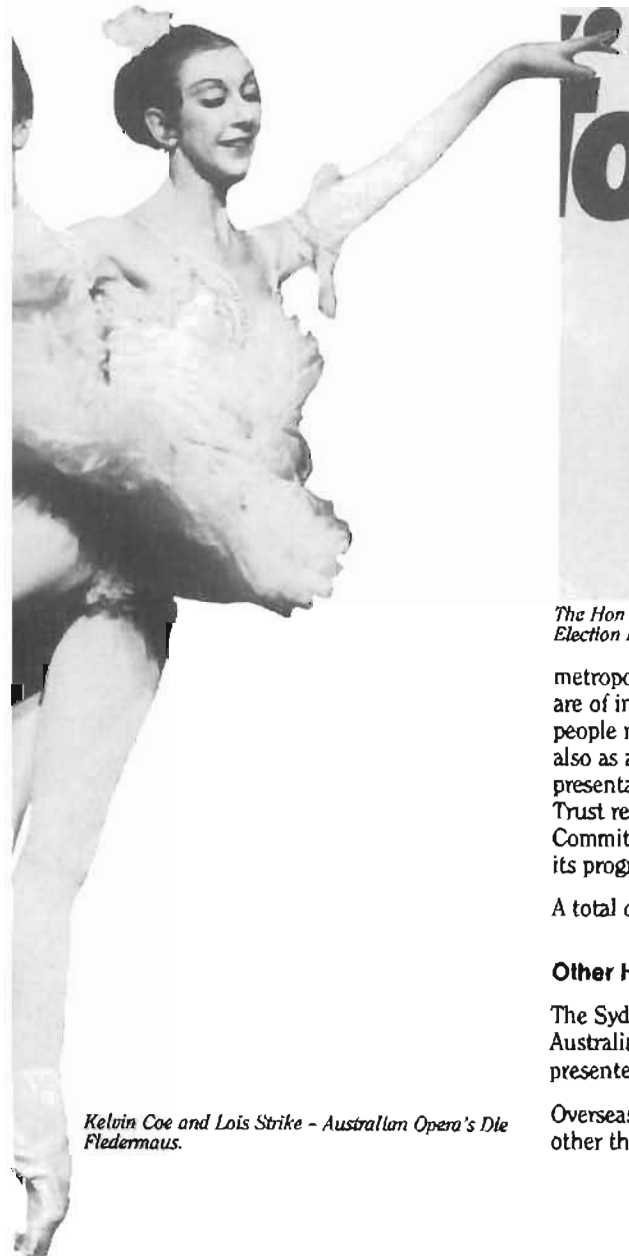 To
The Hon
Election
metropo
are of in
people n
also as a
presenta
Trust re
Commit
its progr
A total o
Other H
The Syd
Australi
presente
Overseas
other th
Kelvin Coe and Lois Strike – Australian Opera's Die
Fledermaus.